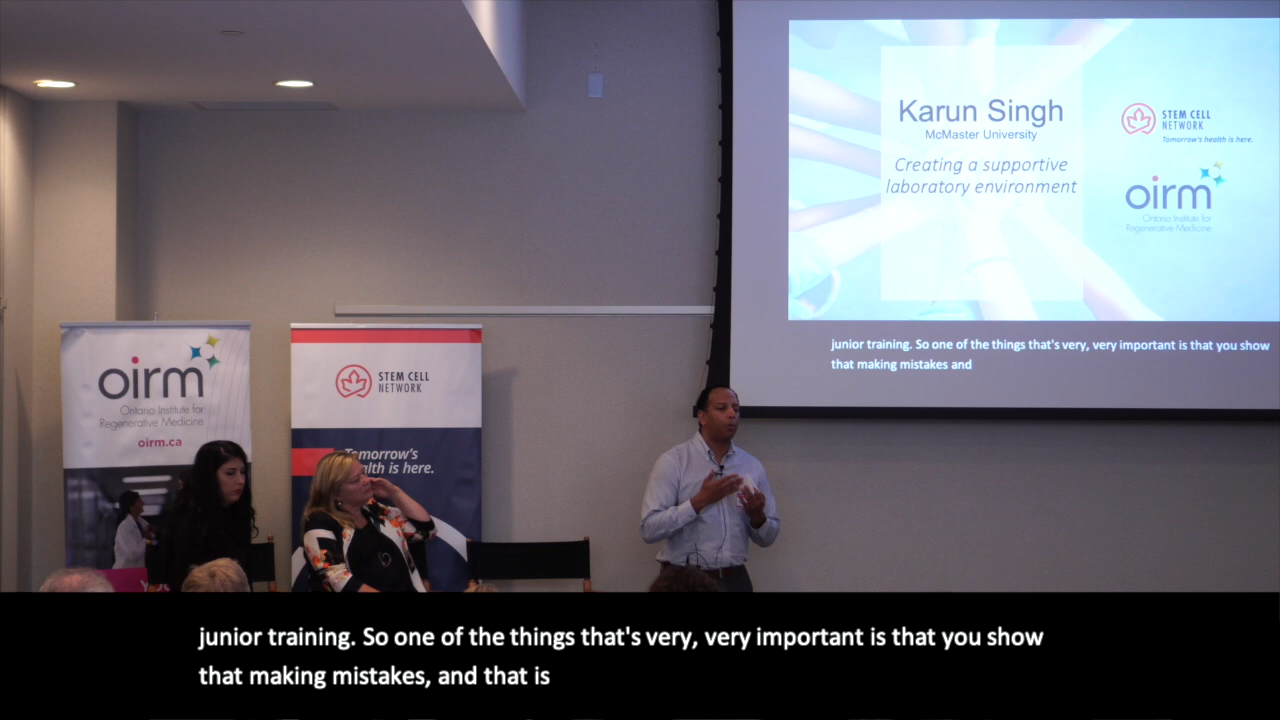 Karun Singh
McMaster University
Creating a supportive
laboratory environment
STEM CELL
NETWORK
Tomorrow's health is here.
oirm
Ontario Institute for
Regenerative Medicine
junior training. So one of the things that's very, very important is that you show
that making mistakes and
oirm
Ontario Institute for
Regenerative Medicine
oirm.ca
STEM CELL
NETWORK
Tomorrow's
alth is here.
junior training. So one of the things that's very, very important is that you show
that making mistakes, and that is